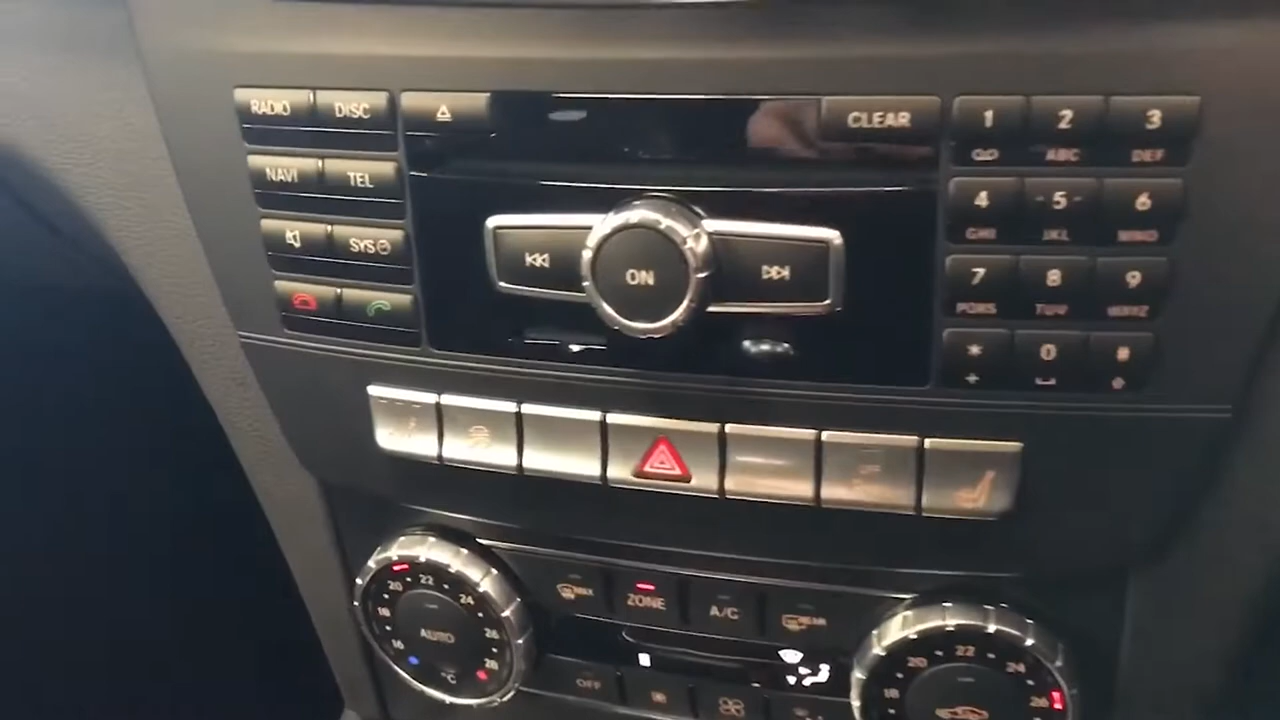 RADIO DISC CLEAR 1 2 3
ABC DEF
NAVI TEL 4 5 6
GHI JKL MNO
SYS 7 8 9
PQRS TUV WXYZ
ON
* 0 #
+
MAX ZONE A/C REAR
16 18 20 22 24 26 28
AUTO
°C
OFF
18 20 22 24 26